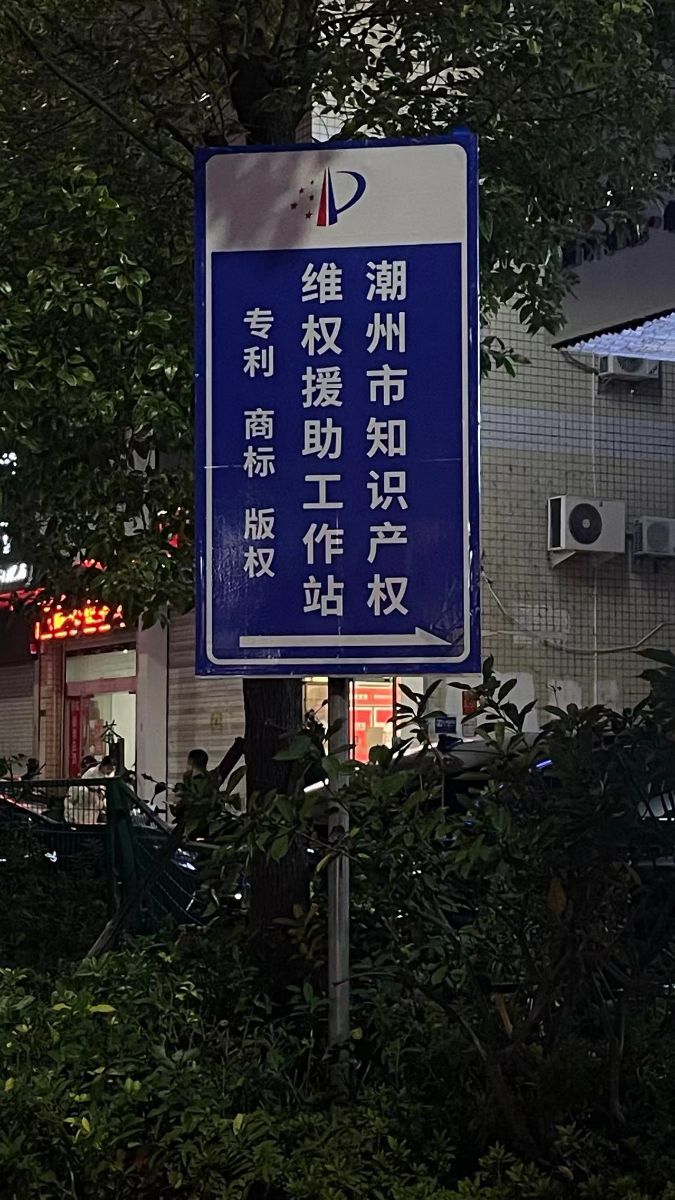 潮州市知识产权
维权援助工作站
专利 商标 版权